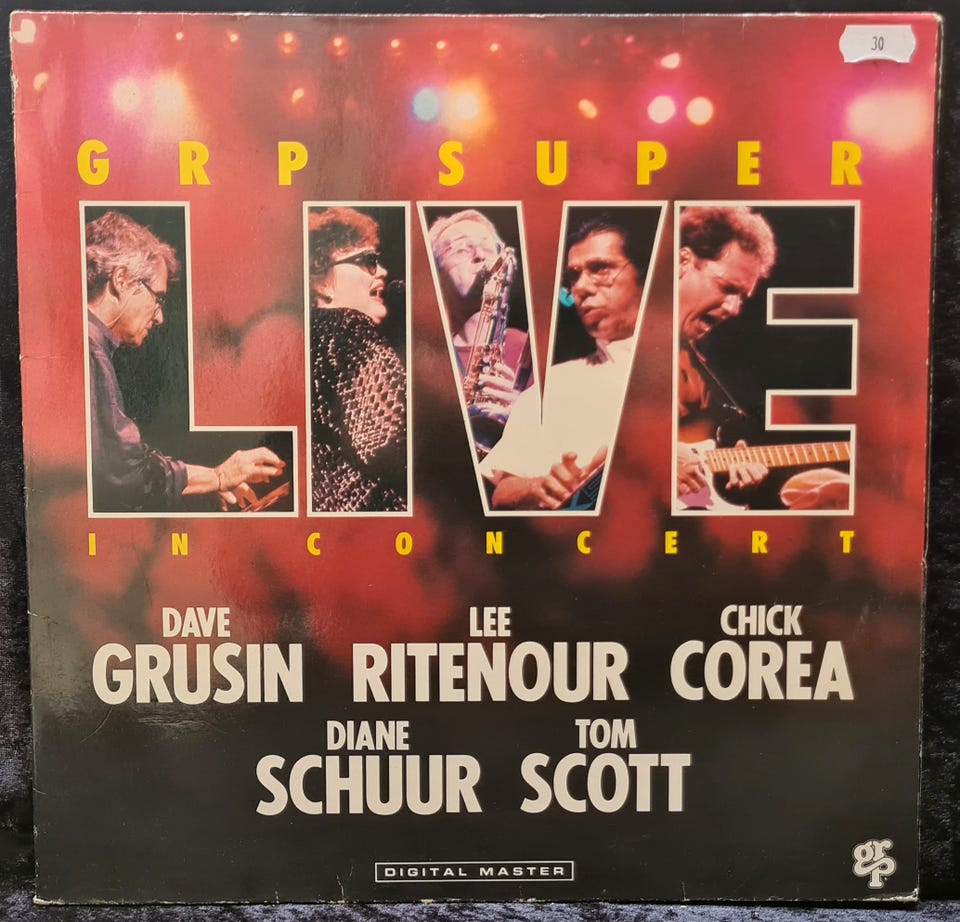 30
GRP SUPER
LIVE
IN CONCERT
DAVE LEE CHICK
GRUSIN RITENOUR COREA
DIANE TOM
SCHUUR SCOTT
DIGITAL MASTER
grp